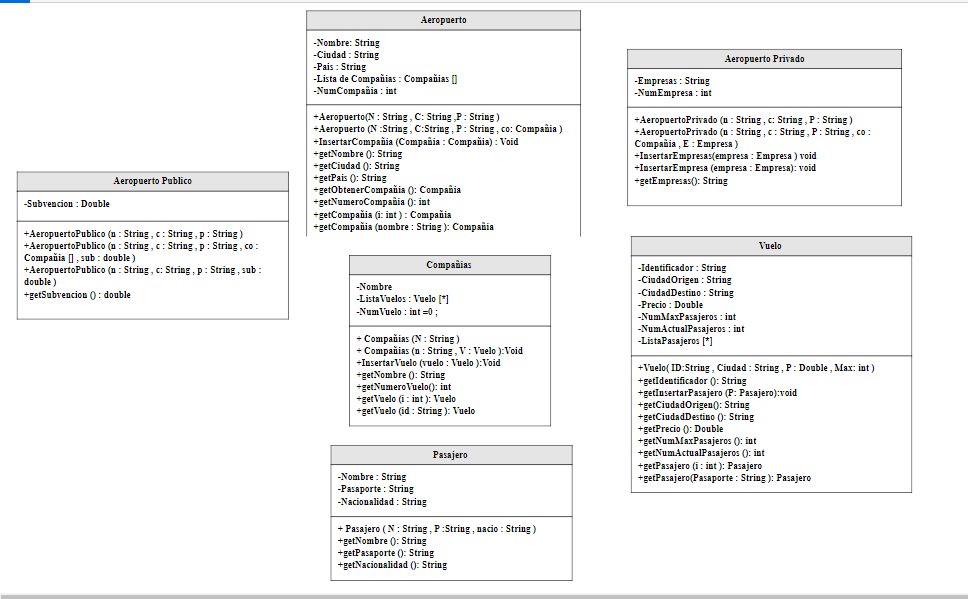 Aeropuerto
-Nombre: String
-Ciudad : String
-Pais : String
-Lista de Compañias : Compañias []
-NumCompañia : int
+Aeropuerto(N : String , C: String ,P : String )
+Aeropuerto (N :String , C:String , P : String , co: Compañia )
+InsertarCompañia (Compañia : Compañia) : Void
+getNombre (): String
+getCiudad (): String
+getPais (): String
+getObtenerCompañia (): Compañia
+getNumeroCompañia (): int
+getCompañia (i: int ) : Compañia
+getCompañia (nombre : String ): Compañia
Aeropuerto Privado
-Empresas : String
-NumEmpresa : int
+AeropuertoPrivado (n : String , c: String , P : String )
+AeropuertoPrivado (n : String , c : String , P : String , co :
Compañia , E : Empresa )
+InsertarEmpresas(empresa : Empresa ) void
+InsertarEmpresa (empresa : Empresa): void
+getEmpresas(): String
Aeropuerto Publico
-Subvencion : Double
+AeropuertoPublico (n : String , c : String , p : String )
+AeropuertoPublico (n : String , c : String , p : String , co :
Compañia [] , sub : double )
+AeropuertoPublico (n : String , c: String , p : String , sub :
double )
+getSubvencion () : double
Compañias
-Nombre
-ListaVuelos : Vuelo [*]
-NumVuelo : int =0 ;
+ Compañias (N : String )
+ Compañias (n : String , V : Vuelo ):Void
+InsertarVuelo (vuelo : Vuelo ):Void
+getNombre (): String
+getNumeroVuelo(): int
+getVuelo (i : int ): Vuelo
+getVuelo (id : String ): Vuelo
Vuelo
-Identificador : String
-CiudadOrigen : String
-CiudadDestino : String
-Precio : Double
-NumMaxPasajeros : int
-NumActualPasajeros : int
-ListaPasajeros [*]
+Vuelo( ID:String , Ciudad : String , P : Double , Max: int )
+getIdentificador (): String
+getInsertarPasajero (P: Pasajero):void
+getCiudadOrigen(): String
+getCiudadDestino (): String
+getPrecio (): Double
+getNumMaxPasajeros (): int
+getNumActualPasajeros (): int
+getPasajero (i : int ): Pasajero
+getPasajero(Pasaporte : String ): Pasajero
Pasajero
-Nombre : String
-Pasaporte : String
-Nacionalidad : String
+ Pasajero ( N : String , P :String , nacio : String )
+getNombre (): String
+getPasaporte (): String
+getNacionalidad (): String